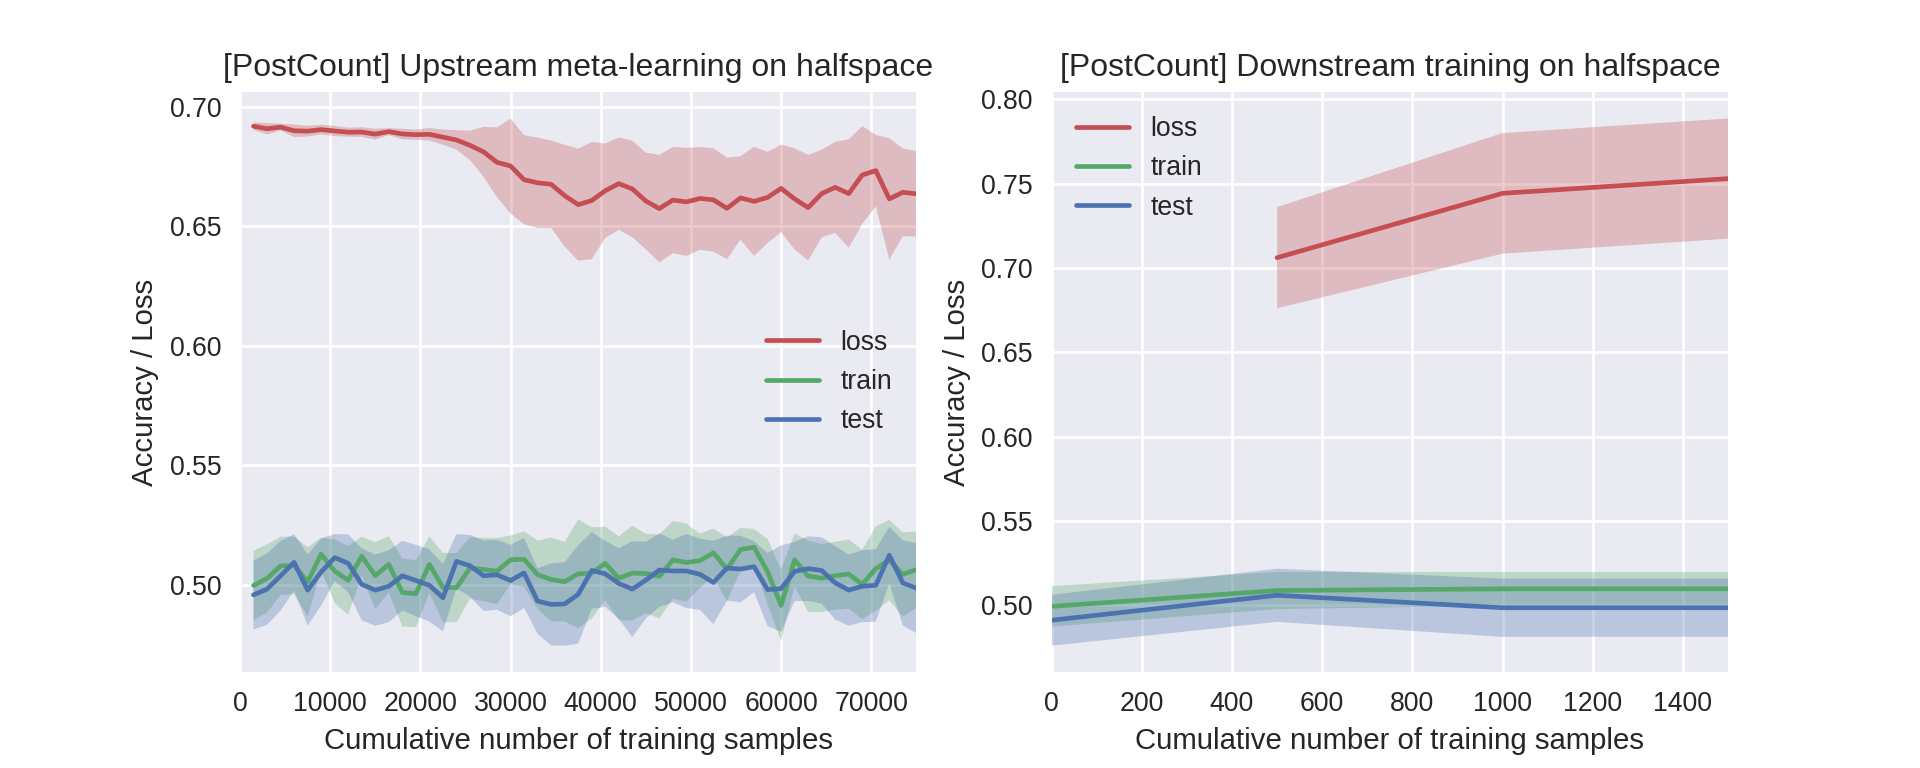 [PostCount] Upstream meta-learning on halfspace
0.70
0.65
0.60
0.55
0.50
Accuracy / Loss
loss
train
test
0 10000 20000 30000 40000 50000 60000 70000
Cumulative number of training samples
[PostCount] Downstream training on halfspace
0.80
0.75
0.70
0.65
0.60
0.55
0.50
Accuracy / Loss
loss
train
test
0 200 400 600 800 1000 1200 1400
Cumulative number of training samples